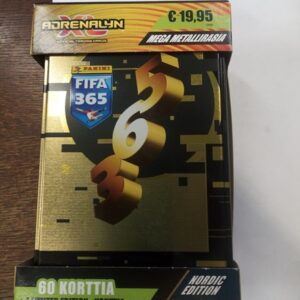 ADRENALYN
XL
€ 19,95
MEGA METALLIRASIA
PANINI
FIFA
365
365
60 KORTTIA
NORDIC
EDITION